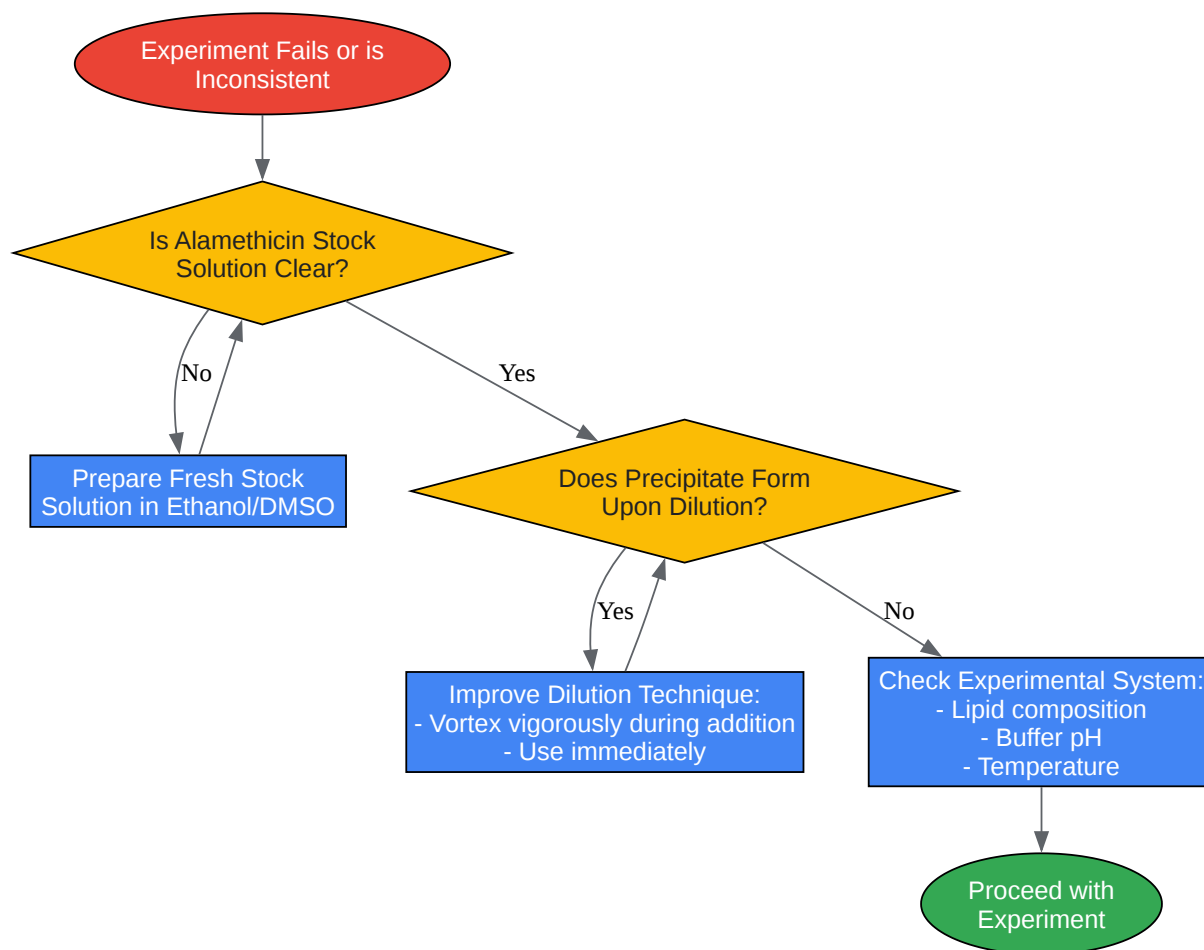 Experiment Fails or is
Inconsistent
Is Alamethicin Stock
Solution Clear?
No
Yes
Prepare Fresh Stock
Solution in Ethanol/DMSO
Does Precipitate Form
Upon Dilution?
Yes
No
Improve Dilution Technique:
- Vortex vigorously during addition
- Use immediately
Check Experimental System:
- Lipid composition
- Buffer pH
- Temperature
Proceed with
Experiment